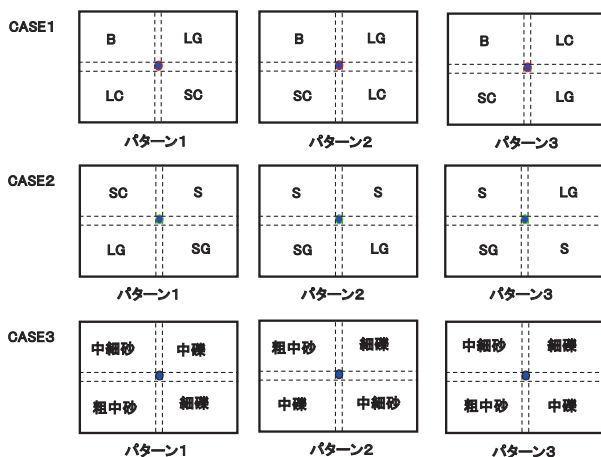 CASE1
B LG B LG B LC
LC SC SC LC SC LG
パターン1 パターン2 パターン3
CASE2
SC S S S S LG
LG SG SG LG SG S
パターン1 パターン2 パターン3
CASE3
中細砂 中礫 粗中砂 細礫 中細砂 細礫
粗中砂 細礫 中礫 中細砂 粗中砂 中礫
パターン1 パターン2 パターン3